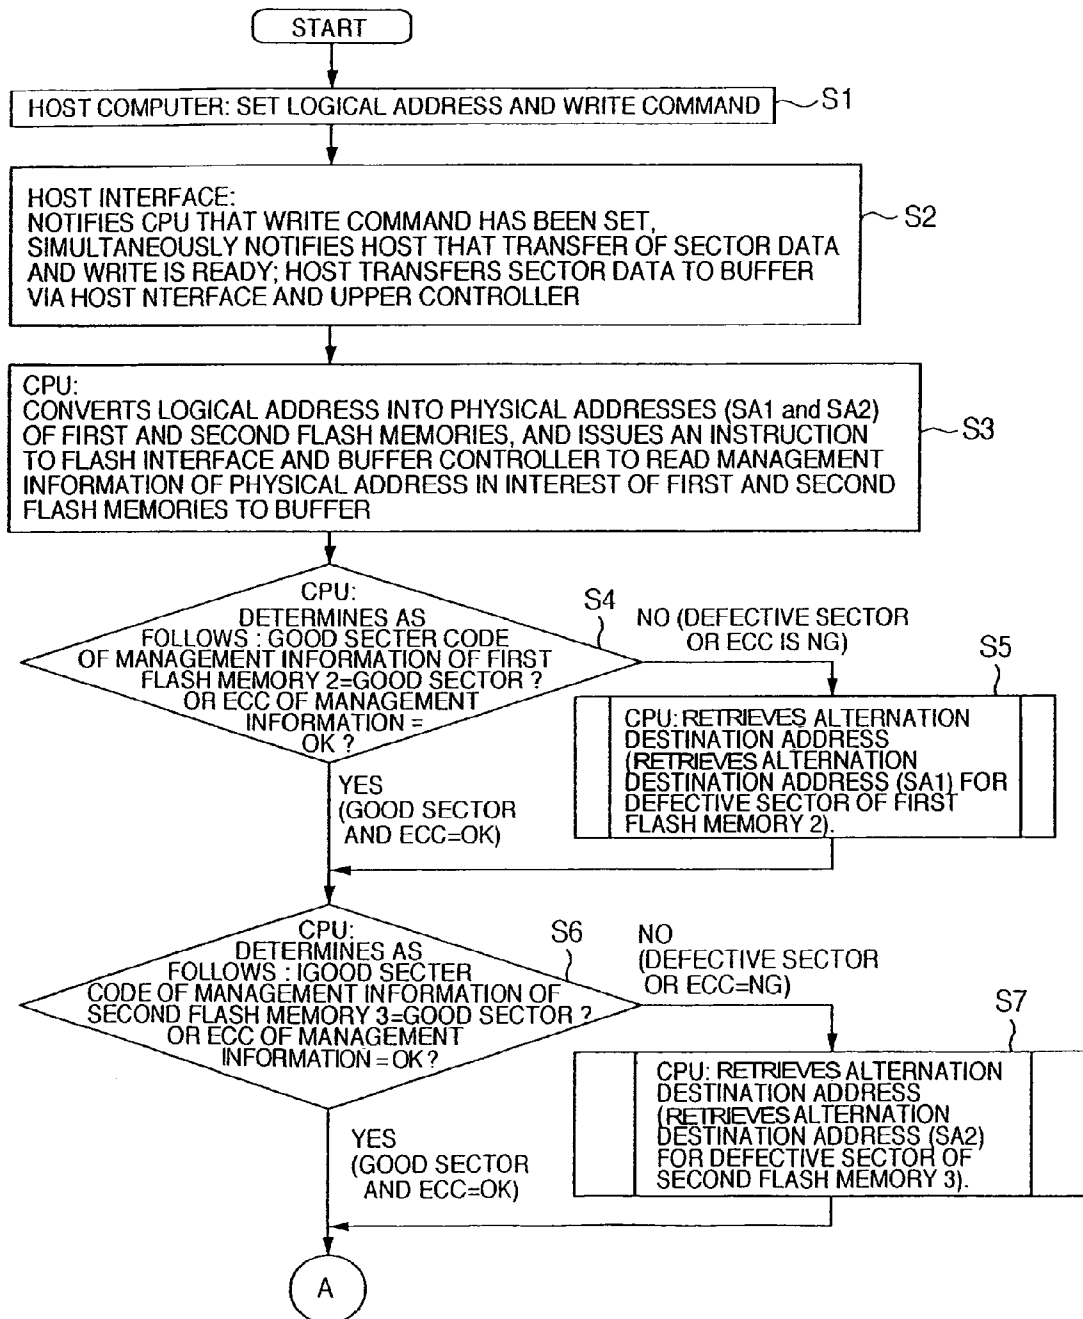 START
HOST COMPUTER: SET LOGICAL ADDRESS AND WRITE COMMAND
S1
HOST INTERFACE:
NOTIFIES CPU THAT WRITE COMMAND HAS BEEN SET,
SIMULTANEOUSLY NOTIFIES HOST THAT TRANSFER OF SECTOR DATA
AND WRITE IS READY; HOST TRANSFERS SECTOR DATA TO BUFFER
VIA HOST NTERFACE AND UPPER CONTROLLER
S2
CPU:
CONVERTS LOGICAL ADDRESS INTO PHYSICAL ADDRESSES (SA1 and SA2)
OF FIRST AND SECOND FLASH MEMORIES, AND ISSUES AN INSTRUCTION
TO FLASH INTERFACE AND BUFFER CONTROLLER TO READ MANAGEMENT
INFORMATION OF PHYSICAL ADDRESS IN INTEREST OF FIRST AND SECOND
FLASH MEMORIES TO BUFFER
S3
CPU:
DETERMINES AS
FOLLOWS : GOOD SECTER CODE
OF MANAGEMENT INFORMATION OF FIRST
FLASH MEMORY 2=GOOD SECTOR ?
OR ECC OF MANAGEMENT
INFORMATION =
OK ?
S4
NO (DEFECTIVE SECTOR
OR ECC IS NG)
S5
CPU: RETRIEVES ALTERNATION
DESTINATION ADDRESS
(RETRIEVES ALTERNATION
DESTINATION ADDRESS (SA1) FOR
DEFECTIVE SECTOR OF FIRST
FLASH MEMORY 2).
YES
(GOOD SECTOR
AND ECC=OK)
CPU:
DETERMINES AS
FOLLOWS : IGOOD SECTER
CODE OF MANAGEMENT INFORMATION OF
SECOND FLASH MEMORY 3=GOOD SECTOR ?
OR ECC OF MANAGEMENT
INFORMATION = OK ?
S6
NO
(DEFECTIVE SECTOR
OR ECC=NG)
S7
CPU: RETRIEVES ALTERNATION
DESTINATION ADDRESS
(RETRIEVES ALTERNATION
DESTINATION ADDRESS (SA2)
FOR DEFECTIVE SECTOR OF
SECOND FLASH MEMORY 3).
YES
(GOOD SECTOR
AND ECC=OK)
A